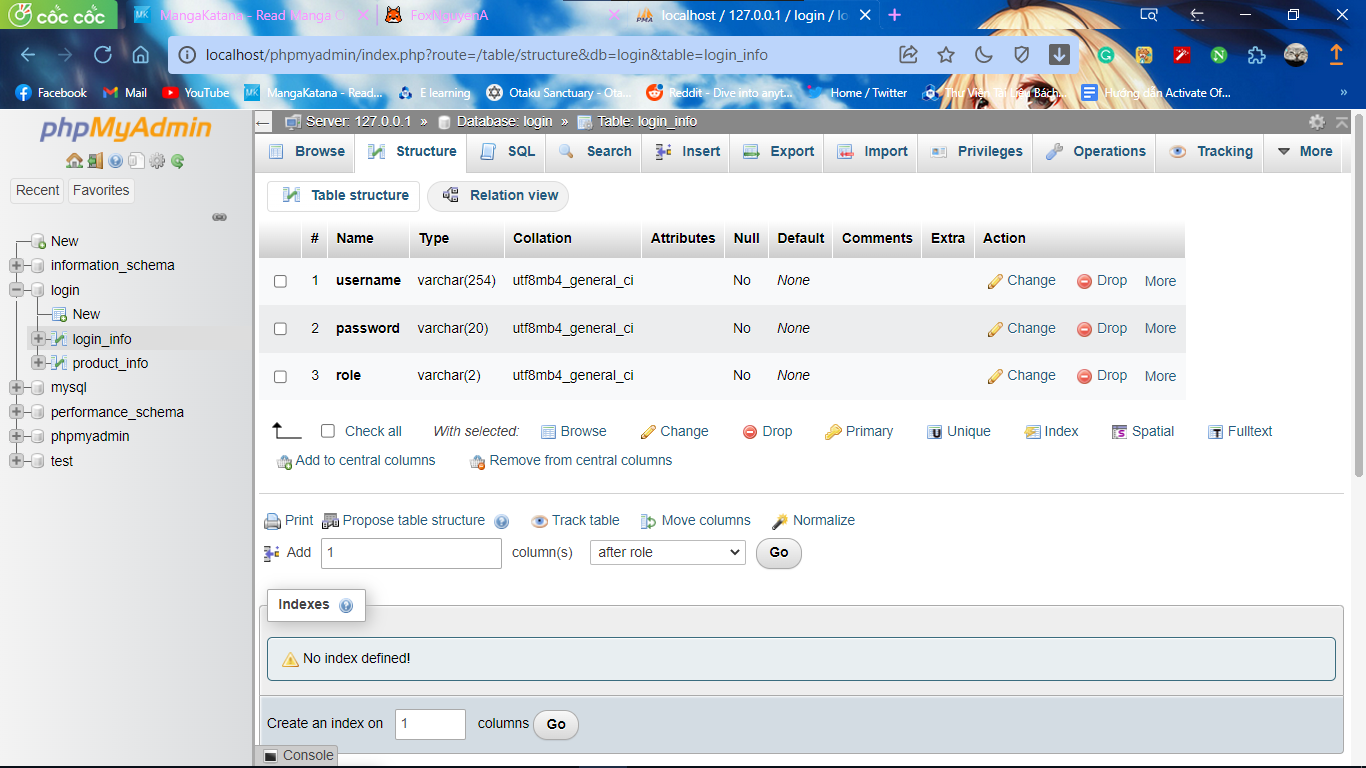 cốc cốc MangaKatana - Read Manga O FoxNguyenA localhost / 127.0.0.1 / login / lo
localhost/phpmyadmin/index.php?route=/table/structure&db=login&table=login_info
Facebook Mail YouTube MangaKatana - Read... E learning Otaku Sanctuary - Ota... Reddit - Dive into anyt... Home / Twitter Thư Viện Tài Liệu Bách... Hướng dẫn Activate Of... »
phpMyAdmin
Recent Favorites
New
information_schema
login
New
login_info
product_info
mysql
performance_schema
phpmyadmin
test
Server: 127.0.0.1 » Database: login » Table: login_info
Browse Structure SQL Search Insert Export Import Privileges Operations Tracking More
Table structure Relation view
# Name Type Collation Attributes Null Default Comments Extra Action
1 username varchar(254) utf8mb4_general_ci No None Change Drop More
2 password varchar(20) utf8mb4_general_ci No None Change Drop More
3 role varchar(2) utf8mb4_general_ci No None Change Drop More
Check all With selected: Browse Change Drop Primary Unique Index Spatial Fulltext
Add to central columns Remove from central columns
Print Propose table structure Track table Move columns Normalize
Add 1 column(s) after role Go
Indexes
No index defined!
Create an index on 1 columns Go
Console